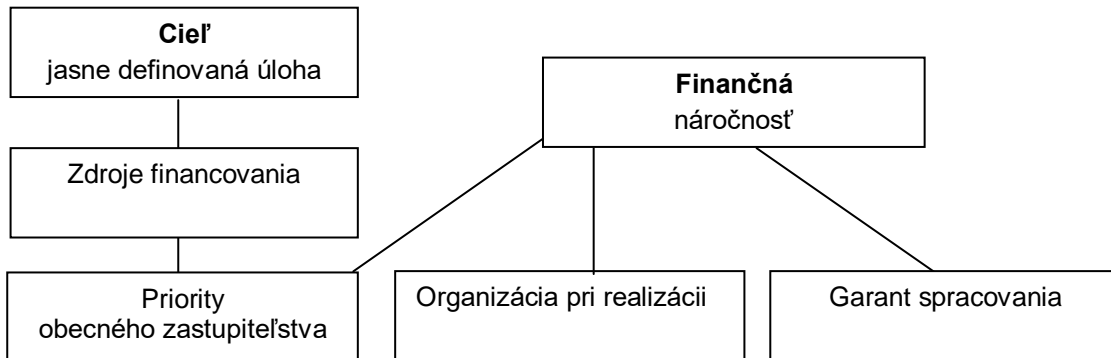 Cieľ
jasne definovaná úloha
Finančná
náročnosť
Zdroje financovania
Priority
obecného zastupiteľstva
Organizácia pri realizácii
Garant spracovania